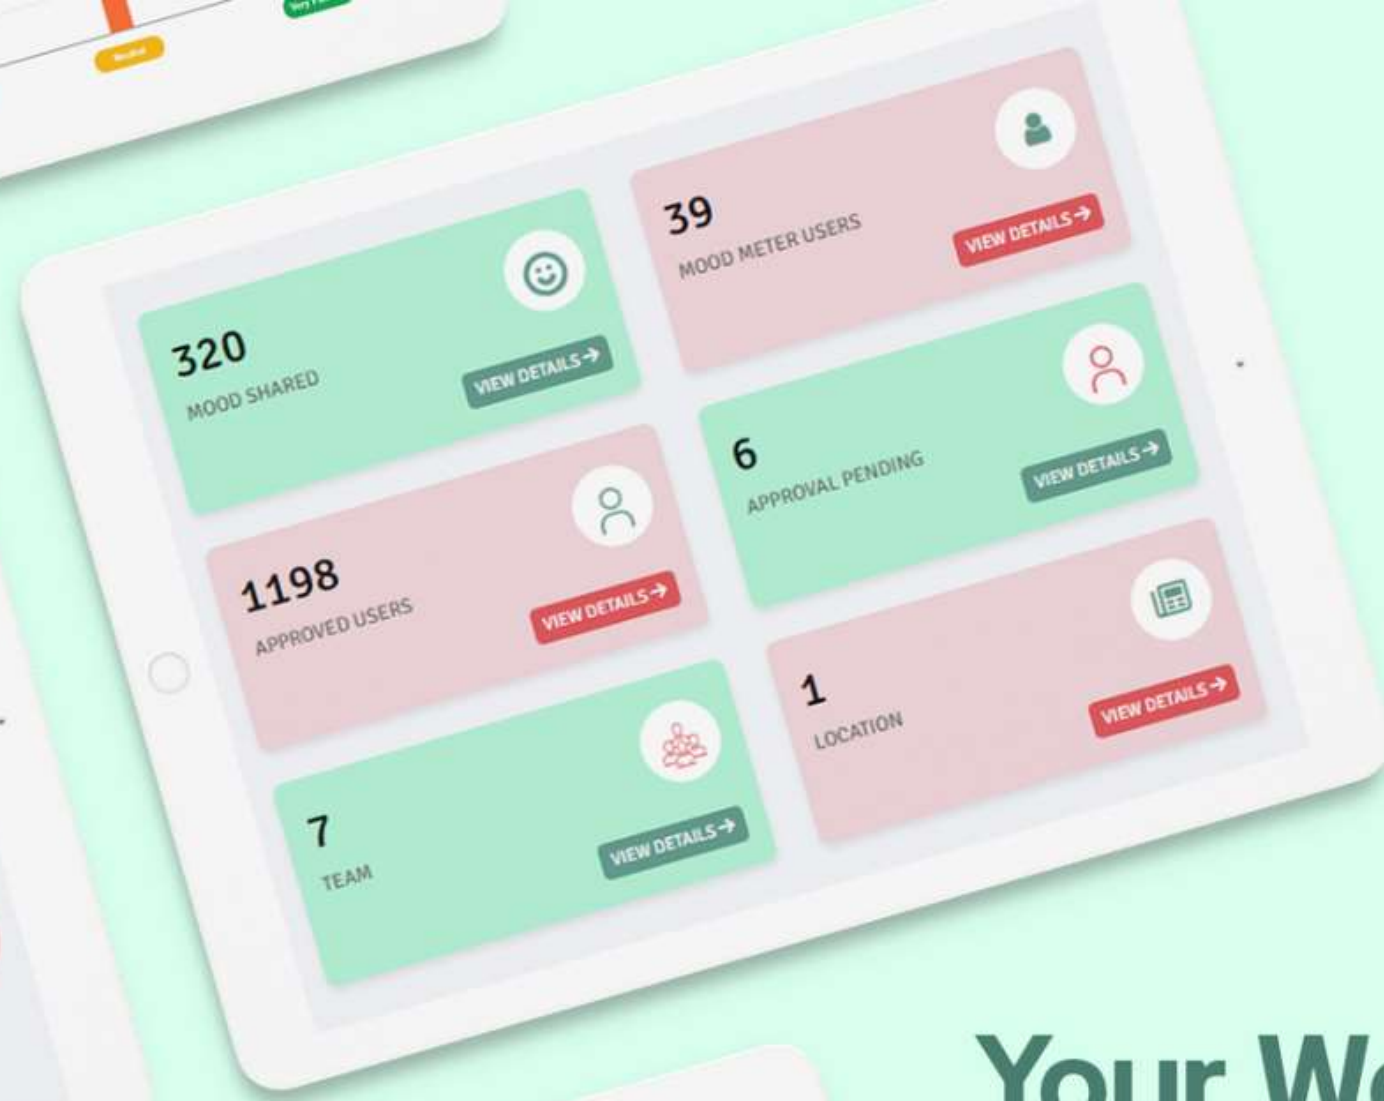 320
MOOD SHARED
VIEW DETAILS→
39
MOOD METER USERS
VIEW DETAILS→
1198
APPROVED USERS
VIEW DETAILS→
6
APPROVAL PENDING
VIEW DETAILS→
7
TEAM
VIEW DETAILS→
1
LOCATION
VIEW DETAILS→
Your